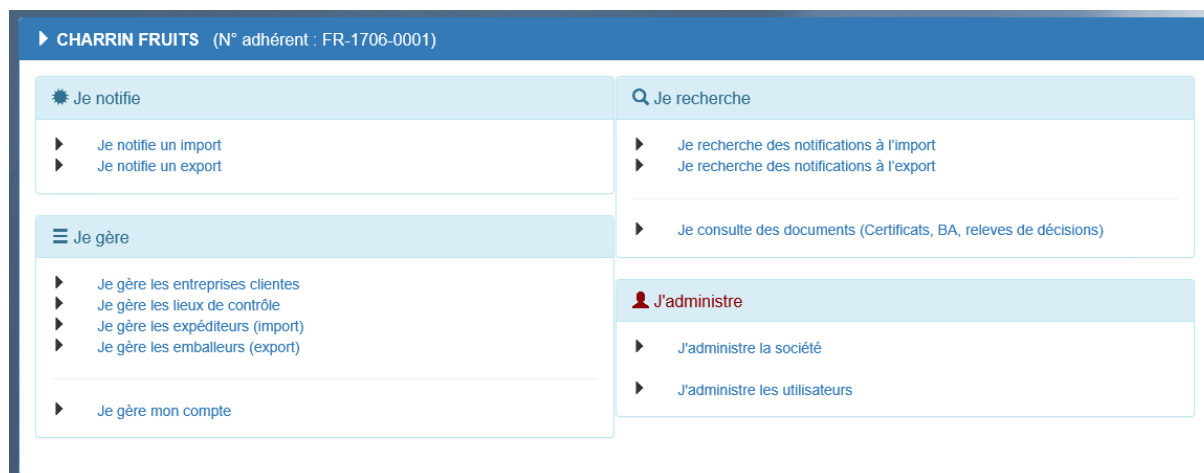 CHARRIN FRUITS (N° adhérent : FR-1706-0001)
Je notifie
Je notifie un import
Je notifie un export
Je gère
Je gère les entreprises clientes
Je gère les lieux de contrôle
Je gère les expéditeurs (import)
Je gère les emballeurs (export)
Je gère mon compte
Je recherche
Je recherche des notifications à l'import
Je recherche des notifications à l'export
Je consulte des documents (Certificats, BA, releves de décisions)
J'administre
J'administre la société
J'administre les utilisateurs